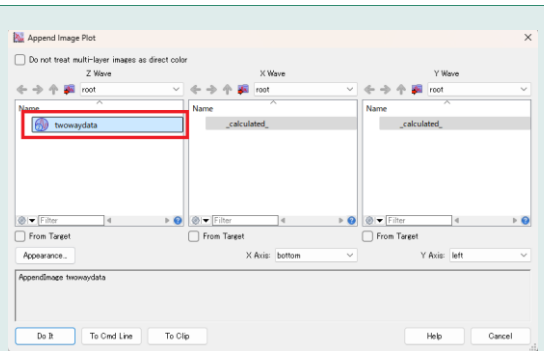 Append Image Plot
Do not treat multi-layer images as direct color
Z Wave X Wave Y Wave
root root root
Name Name Name
twowaydata _calculated_ _calculated_
Filter Filter Filter
From Target From Target From Target
Appearance... X Axis: bottom Y Axis: left
AppendImage twowaydata
Do It To Cmd Line To Clip Help Cancel